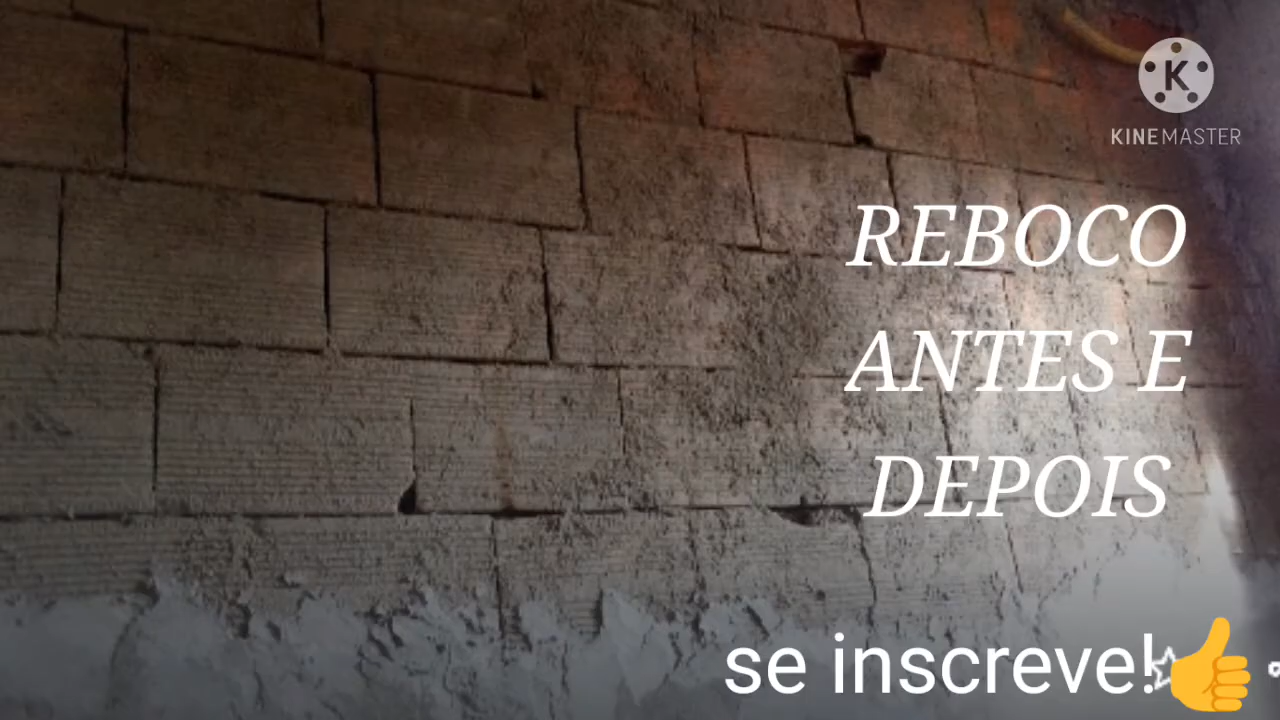 K
KINEMASTER
REBOCO
ANTES E
DEPOIS
se inscreve!👍